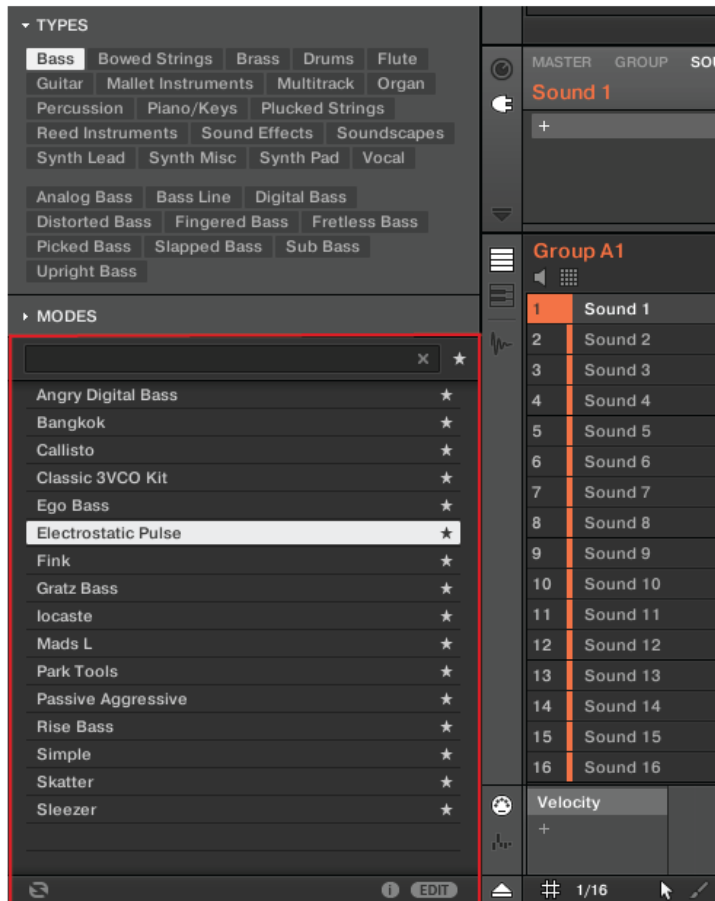 TYPES
Bass Bowed Strings Brass Drums Flute
Guitar Mallet Instruments Multitrack Organ
Percussion Piano/Keys Plucked Strings
Reed Instruments Sound Effects Soundscapes
Synth Lead Synth Misc Synth Pad Vocal
Analog Bass Bass Line Digital Bass
Distorted Bass Fingered Bass Fretless Bass
Picked Bass Slapped Bass Sub Bass
Upright Bass
MODES
Angry Digital Bass
Bangkok
Callisto
Classic 3VCO Kit
Ego Bass
Electrostatic Pulse
Fink
Gratz Bass
Iocaste
Mads L
Park Tools
Passive Aggressive
Rise Bass
Simple
Skatter
Sleezer
i EDIT
MASTER GROUP SOU
Sound 1
+
Group A1
1 Sound 1
2 Sound 2
3 Sound 3
4 Sound 4
5 Sound 5
6 Sound 6
7 Sound 7
8 Sound 8
9 Sound 9
10 Sound 10
11 Sound 11
12 Sound 12
13 Sound 13
14 Sound 14
15 Sound 15
16 Sound 16
Velocity
+
1/16